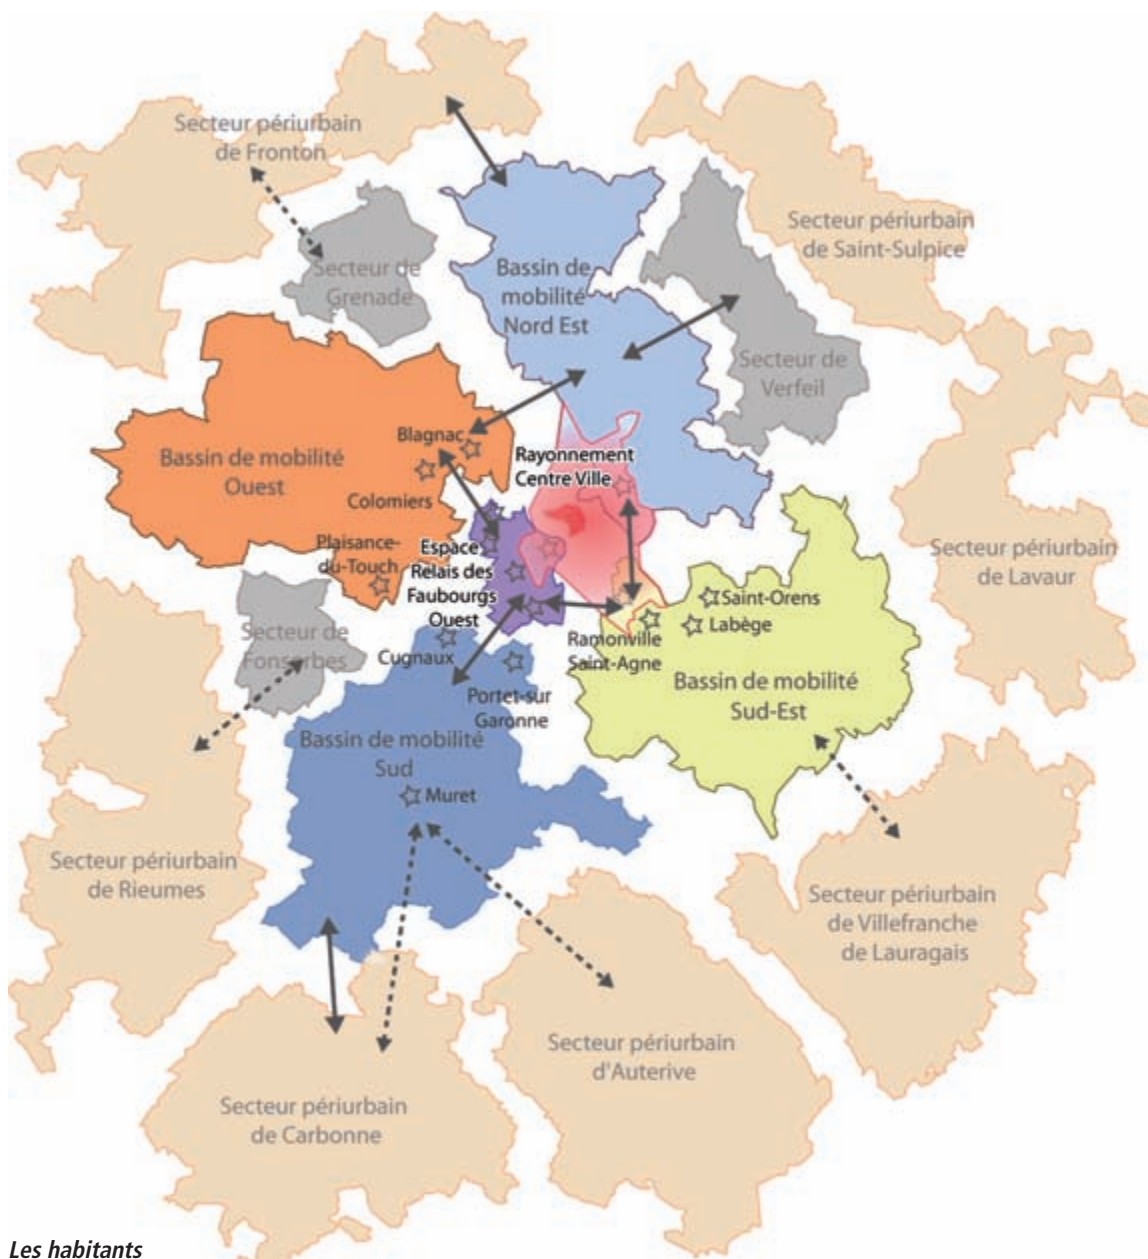 Secteur périurbain
de Fronton
Secteur périurbain
de Saint-Sulpice
Secteur de
Grenade
Bassin de
mobilité
Nord Est
Secteur de
Verfeil
Blagnac
Bassin de mobilité
Ouest
Rayonnement
Centre Ville
Colomiers
Plaisance-
du-Touch
Espace
Relais des
Faubourgs
Ouest
Secteur périurbain
de Lavaur
Saint-Orens
Labège
Secteur de
Fonsorbes
Cugnaux
Ramonville
Saint-Agne
Bassin de mobilité
Sud-Est
Portet-sur
Garonne
Bassin de mobilité
Sud
Muret
Secteur périurbain
de Rieumes
Secteur périurbain
de Villefranche
de Lauragais
Secteur périurbain
d'Auterive
Secteur périurbain
de Carbonne
Les habitants